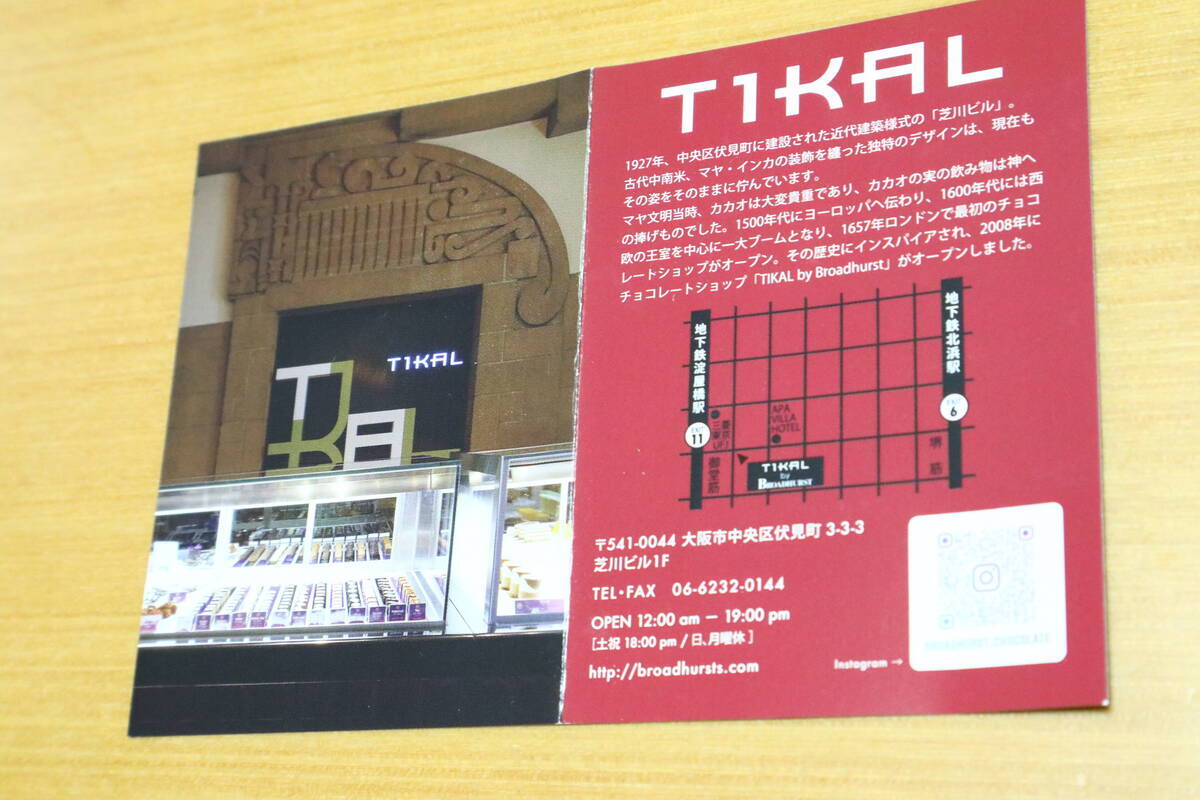 TIKAL
TIKAL
TIKAL
1927年、中央区伏見町に建設された近代建築様式の「芝川ビル」。
古代中南米、マヤ・インカの装飾を纏った独特のデザインは、現在も
その姿をそのままに佇んでいます。
マヤ文明当時、カカオは大変貴重であり、カカオの実の飲み物は神へ
の捧げものでした。1500年代にヨーロッパへ伝わり、1600年代には西
欧の王室を中心に一大ブームとなり、1657年ロンドンで最初のチョコ
レートショップがオープン。その歴史にインスパイアされ、2008年に
チョコレートショップ「TIKAL by Broadhurst」がオープンしました。
地下鉄淀屋橋駅
EXIT
11
御堂筋
三菱東京UFJ
APA
VILLA
HOTEL
TIKAL
by
BROADHURST
地下鉄北浜駅
EXIT
6
堺筋
〒541-0044 大阪市中央区伏見町 3-3-3
芝川ビル1F
TEL・FAX 06-6232-0144
OPEN 12:00 am － 19:00 pm
[土祝 18:00 pm / 日、月曜休]
http://broadhursts.com
Instagram →
BROADHURST.CHOCOLATE